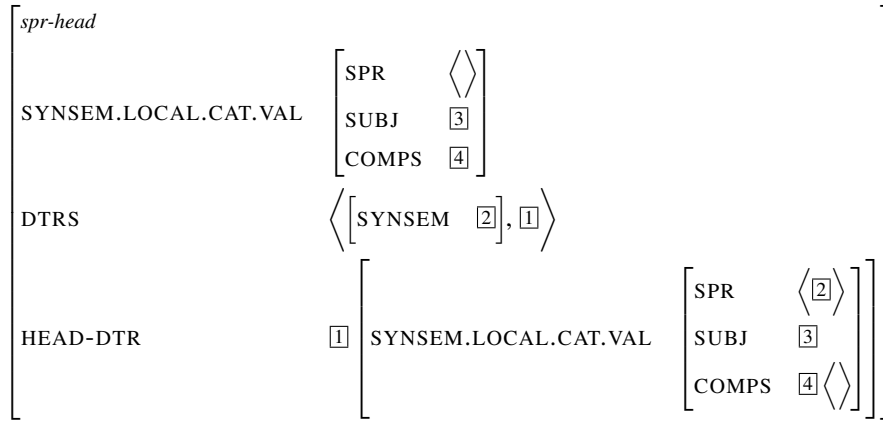 spr-head
SPR ⟨⟩
SYNSEM.LOCAL.CAT.VAL SUBJ 3
COMPS 4
DTRS ⟨[SYNSEM 2], 1⟩
SPR ⟨2⟩
HEAD-DTR 1 SYNSEM.LOCAL.CAT.VAL SUBJ 3
COMPS 4 ⟨⟩